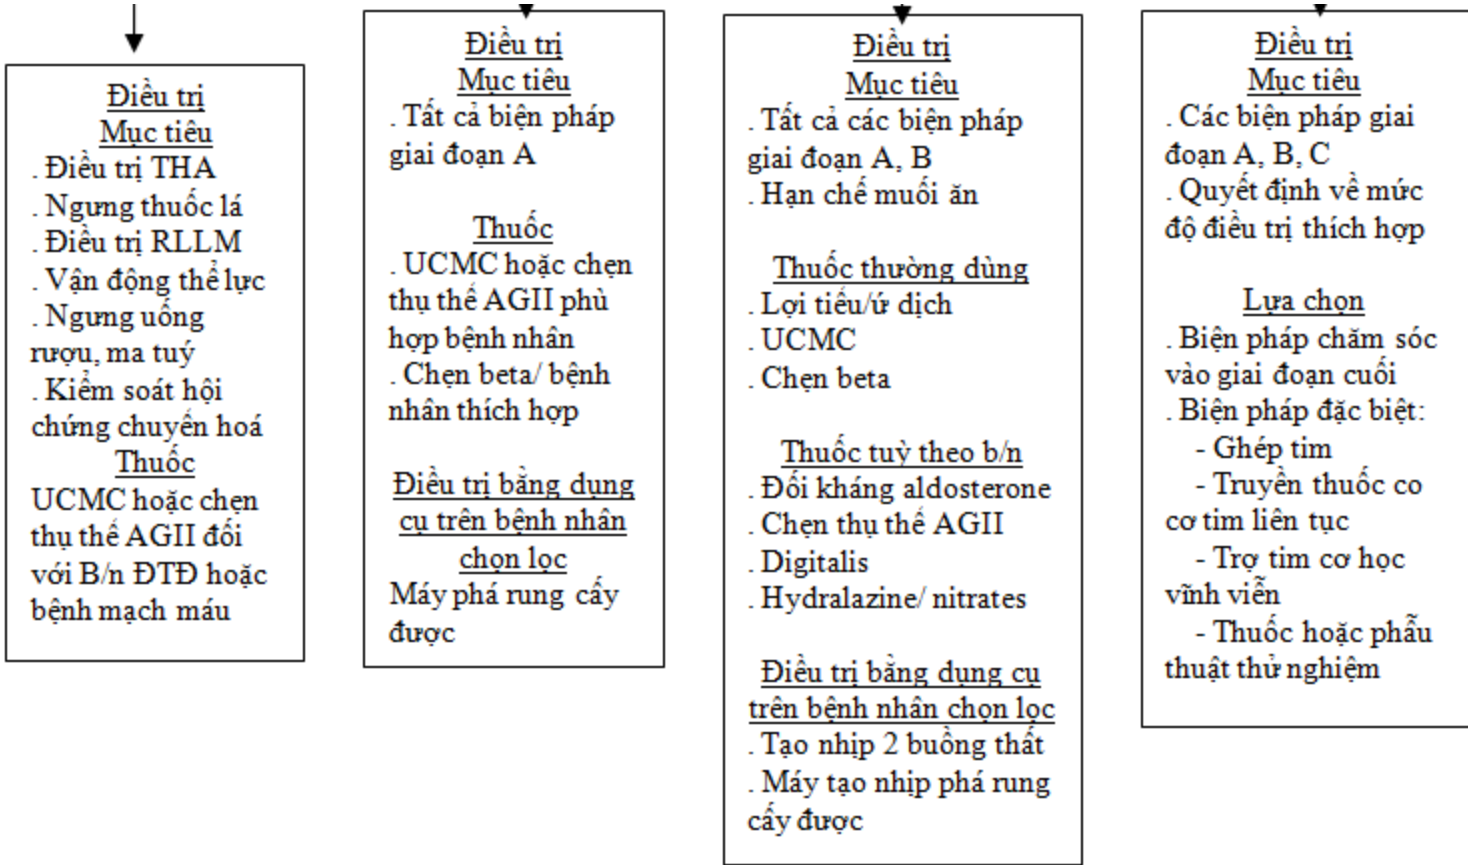 Điều trị
Mục tiêu
. Điều trị THA
. Ngưng thuốc lá
. Điều trị RLLM
. Vận động thể lực
. Ngưng uống
rượu, ma tuý
. Kiểm soát hội
chứng chuyển hoá
Thuốc
UCMC hoặc chẹn
thụ thể AGII đối
với B/n ĐTĐ hoặc
bệnh mạch máu
Điều trị
Mục tiêu
. Tất cả biện pháp
giai đoạn A
Thuốc
. UCMC hoặc chẹn
thụ thể AGII phù
hợp bệnh nhân
. Chẹn beta/ bệnh
nhân thích hợp
Điều trị bằng dụng
cụ trên bệnh nhân
chọn lọc
Máy phá rung cấy
được
Điều trị
Mục tiêu
. Tất cả các biện pháp
giai đoạn A, B
. Hạn chế muối ăn
Thuốc thường dùng
. Lợi tiểu/ứ dịch
. UCMC
. Chẹn beta
Thuốc tuỳ theo b/n
. Đối kháng aldosterone
. Chẹn thụ thể AGII
. Digitalis
. Hydralazine/ nitrates
Điều trị bằng dụng cụ
trên bệnh nhân chọn lọc
. Tạo nhịp 2 buồng thất
. Máy tạo nhịp phá rung
cấy được
Điều trị
Mục tiêu
. Các biện pháp giai
đoạn A, B, C
. Quyết định về mức
độ điều trị thích hợp
Lựa chọn
. Biện pháp chăm sóc
vào giai đoạn cuối
. Biện pháp đặc biệt:
- Ghép tim
- Truyền thuốc co
cơ tim liên tục
- Trợ tim cơ học
vĩnh viễn
- Thuốc hoặc phẫu
thuật thử nghiệm